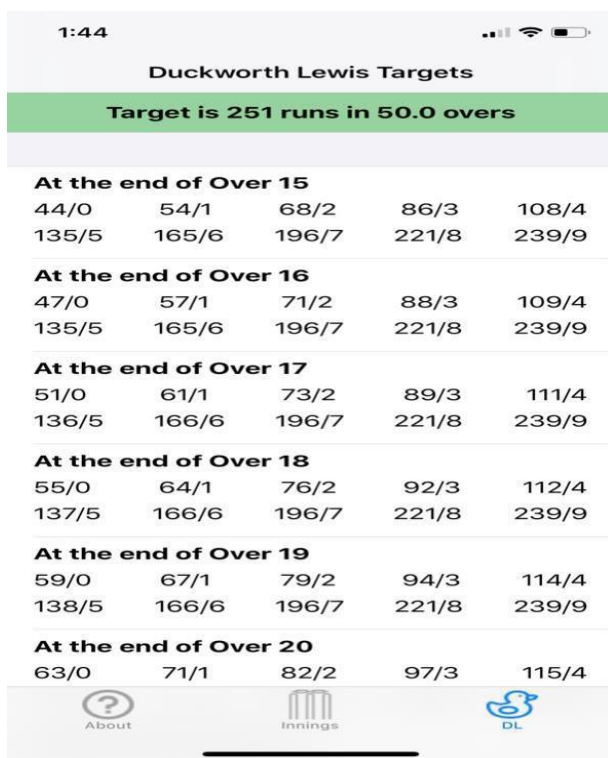 1:44
Duckworth Lewis Targets
Target is 251 runs in 50.0 overs
At the end of Over 15
44/0 54/1 68/2 86/3 108/4
135/5 165/6 196/7 221/8 239/9
At the end of Over 16
47/0 57/1 71/2 88/3 109/4
135/5 165/6 196/7 221/8 239/9
At the end of Over 17
51/0 61/1 73/2 89/3 111/4
136/5 166/6 196/7 221/8 239/9
At the end of Over 18
55/0 64/1 76/2 92/3 112/4
137/5 166/6 196/7 221/8 239/9
At the end of Over 19
59/0 67/1 79/2 94/3 114/4
138/5 166/6 196/7 221/8 239/9
At the end of Over 20
63/0 71/1 82/2 97/3 115/4
About Innings DL